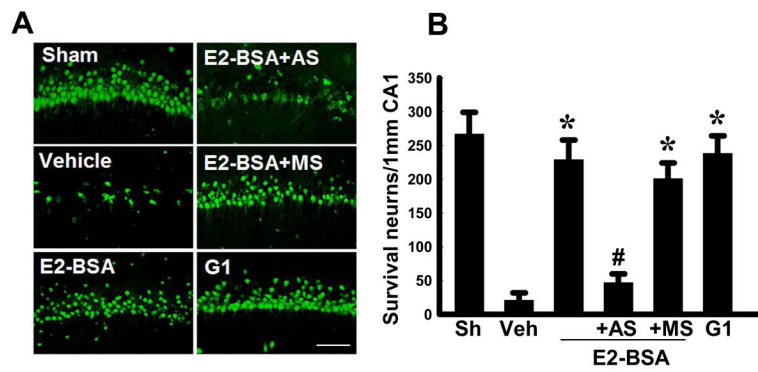 A
Sham
E2-BSA+AS
Vehicle
E2-BSA+MS
E2-BSA
G1
B
Survival neurns/1mm CA1
350
300
250
200
150
100
50
0
*
#
*
*
Sh Veh +AS +MS G1
E2-BSA